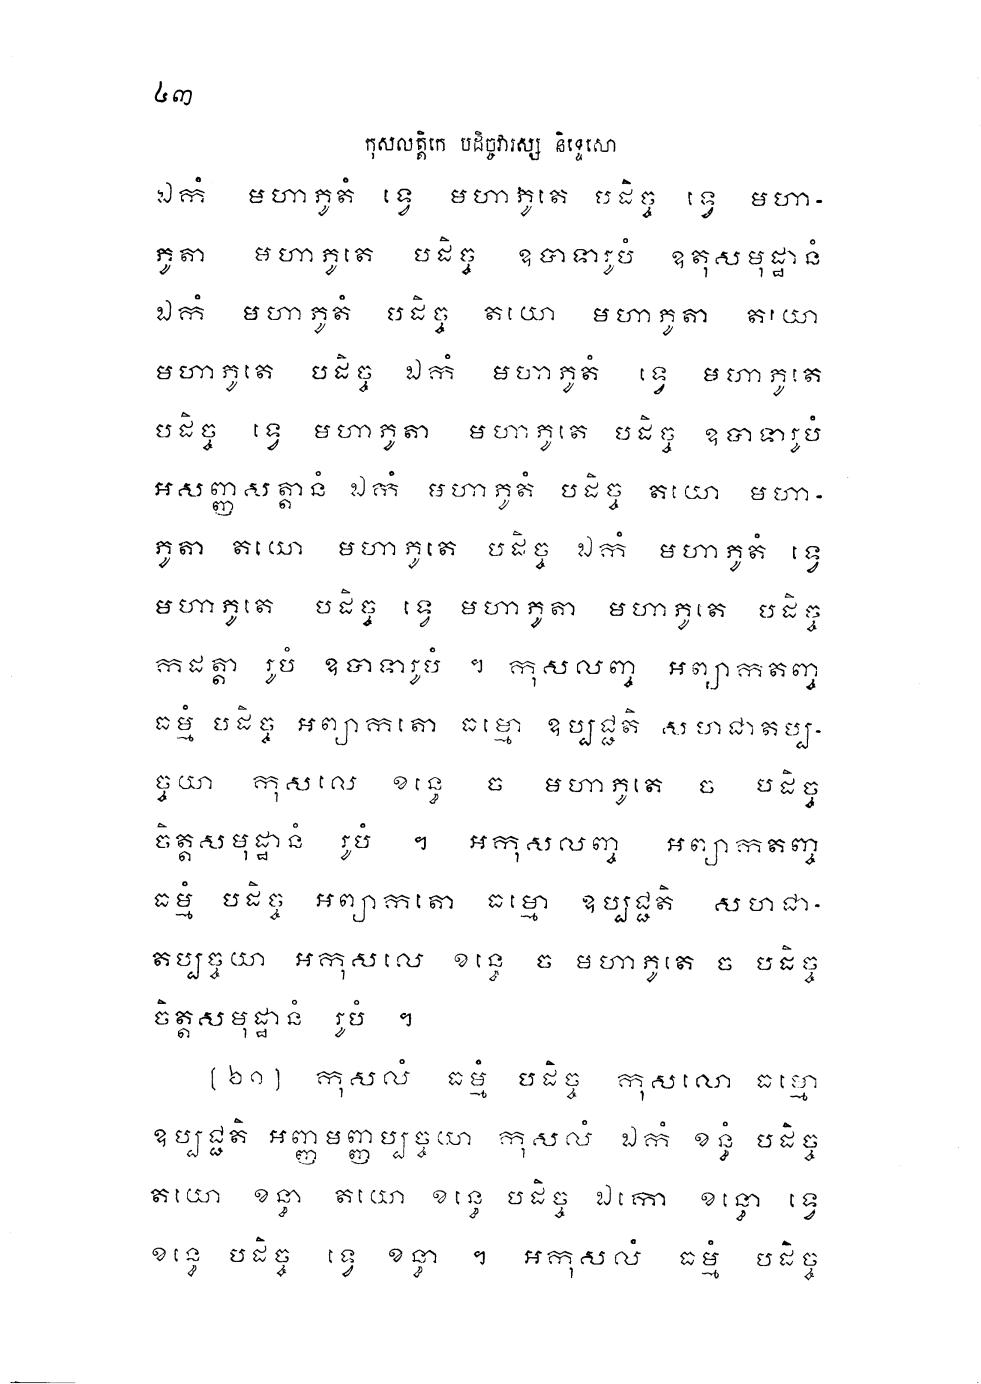 ៤៣
កុសលត្តិកេ បដិច្ចវារស្ស និទ្ទេសោ
ឯកំ មហាភូតំ ទ្វេ មហាភូតេ បដិច្ច ទ្វេ មហា-
ភូតា មហាភូតេ បដិច្ច ឧបាទារូបំ ឧតុសមុដ្ឋានំ
ឯកំ មហាភូតំ បដិច្ច តយោ មហាភូតា តយោ
មហាភូតេ បដិច្ច ឯកំ មហាភូតំ ទ្វេ មហាភូតេ
បដិច្ច ទ្វេ មហាភូតា មហាភូតេ បដិច្ច ឧបាទារូបំ
អសញ្ញសត្តានំ ឯកំ មហាភូតំ បដិច្ច តយោ មហា-
ភូតា តយោ មហាភូតេ បដិច្ច ឯកំ មហាភូតំ ទ្វេ
មហាភូតេ បដិច្ច ទ្វេ មហាភូតា មហាភូតេ បដិច្ច
កដត្តា រូបំ ឧបាទារូបំ ។ កុសលញ្ច អព្យាកតញ្ច
ធម្មំ បដិច្ច អព្យាកតោ ធម្មោ ឧប្បជ្ជតិ សហជាតប្ប-
ច្ចយា កុសលេ ខន្ធេ ច មហាភូតេ ច បដិច្ច
ចិត្តសមុដ្ឋានំ រូបំ ។ អកុសលញ្ច អព្យាកតញ្ច
ធម្មំ បដិច្ច អព្យាកតោ ធម្មោ ឧប្បជ្ជតិ សហជា-
តប្បច្ចយា អកុសលេ ខន្ធេ ច មហាភូតេ ច បដិច្ច
ចិត្តសមុដ្ឋានំ រូបំ ។
[៦១] កុសលំ ធម្មំ បដិច្ច កុសលោ ធម្មោ
ឧប្បជ្ជតិ អញ្ញមញ្ញប្បច្ចយា កុសលំ ឯកំ ខន្ធំ បដិច្ច
តយោ ខន្ធា តយោ ខន្ធេ បដិច្ច ឯកោ ខន្ធោ ទ្វេ
ខន្ធេ បដិច្ច ទ្វេ ខន្ធា ។ អកុសលំ ធម្មំ បដិច្ច